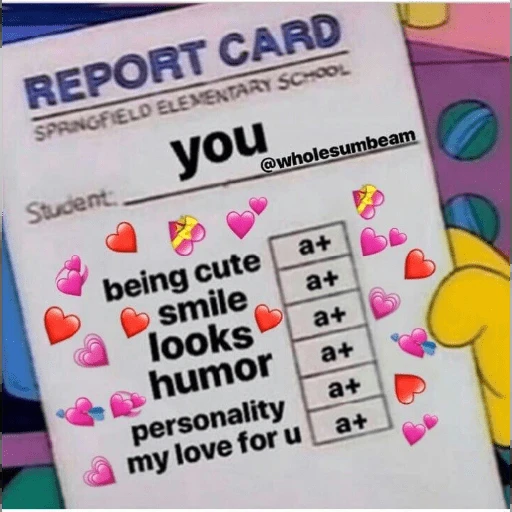 REPORT CARD
SPRINGFIELD ELEMENTARY SCHOOL
you
@wholesumbeam
Student:
being cute a+
smile a+
looks a+
humor a+
personality a+
my love for u a+